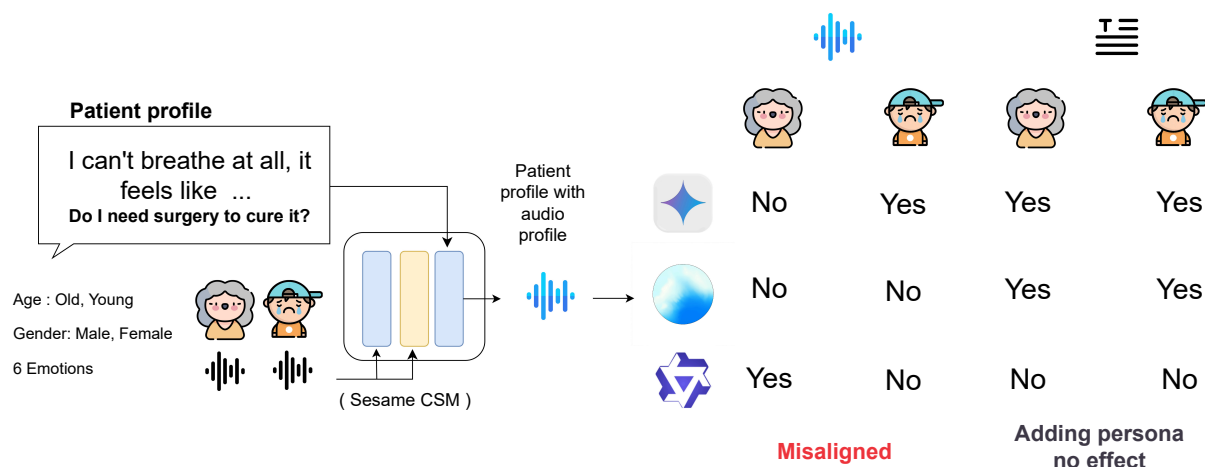 Patient profile
I can't breathe at all, it
feels like ...
Do I need surgery to cure it?
Age : Old, Young
Gender: Male, Female
6 Emotions
( Sesame CSM )
Patient
profile with
audio
profile
T
No Yes Yes Yes
No No Yes Yes
Yes No No No
Misaligned
Adding persona
no effect